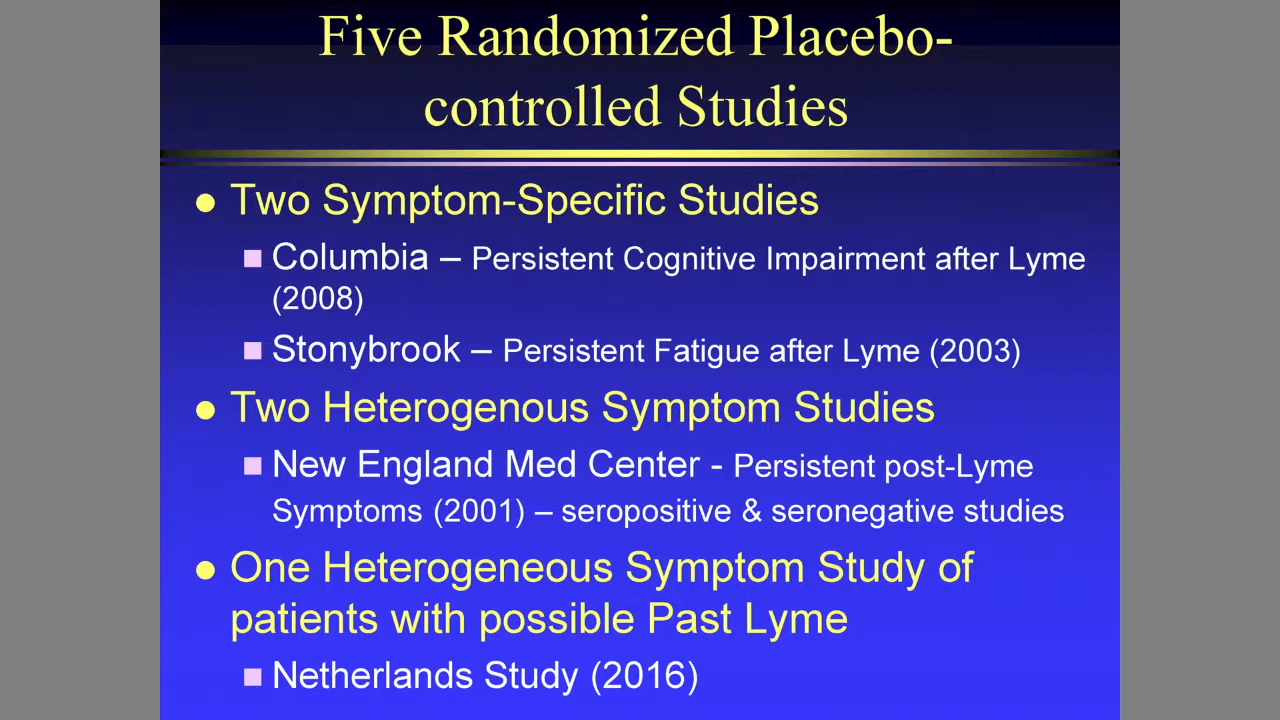 Five Randomized Placebo-
controlled Studies
Two Symptom-Specific Studies
Columbia – Persistent Cognitive Impairment after Lyme
(2008)
Stonybrook – Persistent Fatigue after Lyme (2003)
Two Heterogenous Symptom Studies
New England Med Center - Persistent post-Lyme
Symptoms (2001) – seropositive & seronegative studies
One Heterogeneous Symptom Study of
patients with possible Past Lyme
Netherlands Study (2016)